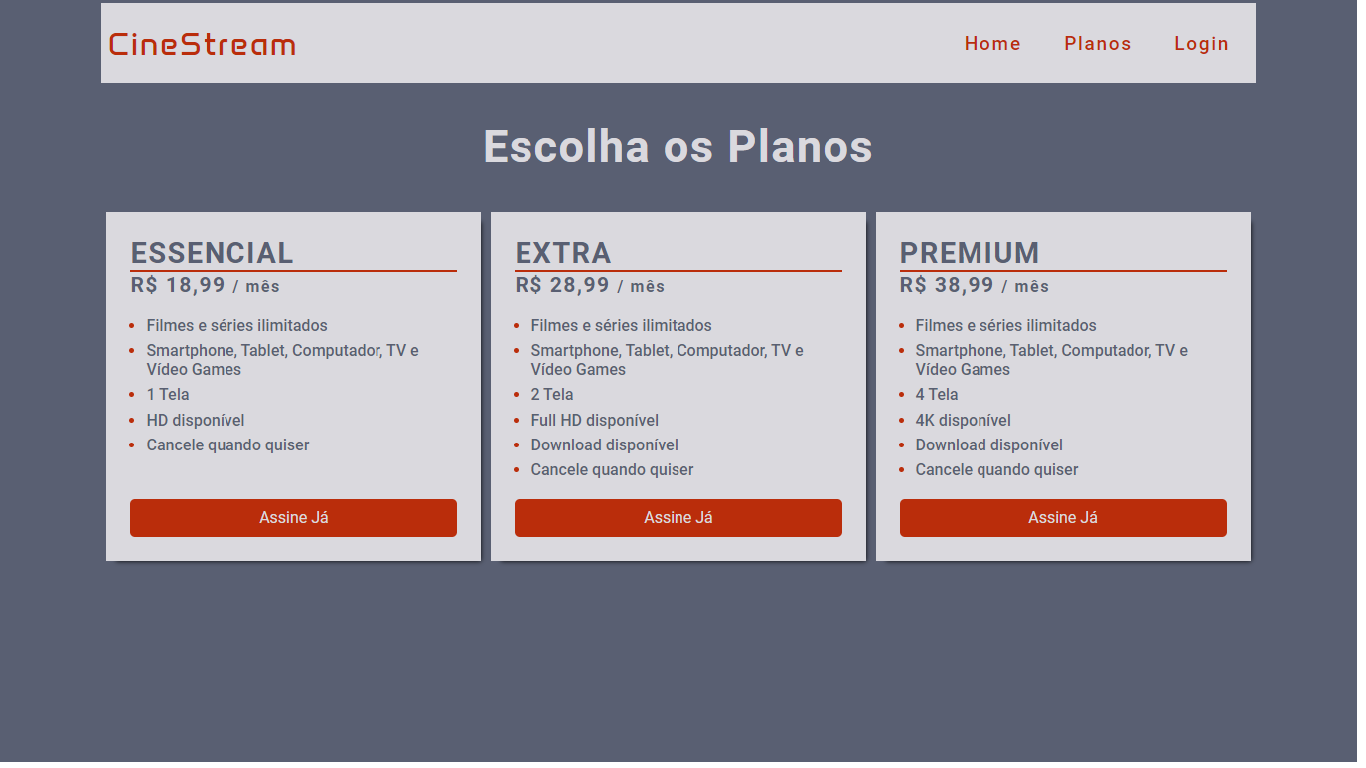 CineStream
Home Planos Login
Escolha os Planos
ESSENCIAL
R$ 18,99 / mês
Filmes e séries ilimitados
Smartphone, Tablet, Computador, TV e
Vídeo Games
1 Tela
HD disponível
Cancele quando quiser
Assine Já
EXTRA
R$ 28,99 / mês
Filmes e séries ilimitados
Smartphone, Tablet, Computador, TV e
Vídeo Games
2 Tela
Full HD disponível
Download disponível
Cancele quando quiser
Assine Já
PREMIUM
R$ 38,99 / mês
Filmes e séries ilimitados
Smartphone, Tablet, Computador, TV e
Vídeo Games
4 Tela
4K disponível
Download disponível
Cancele quando quiser
Assine Já